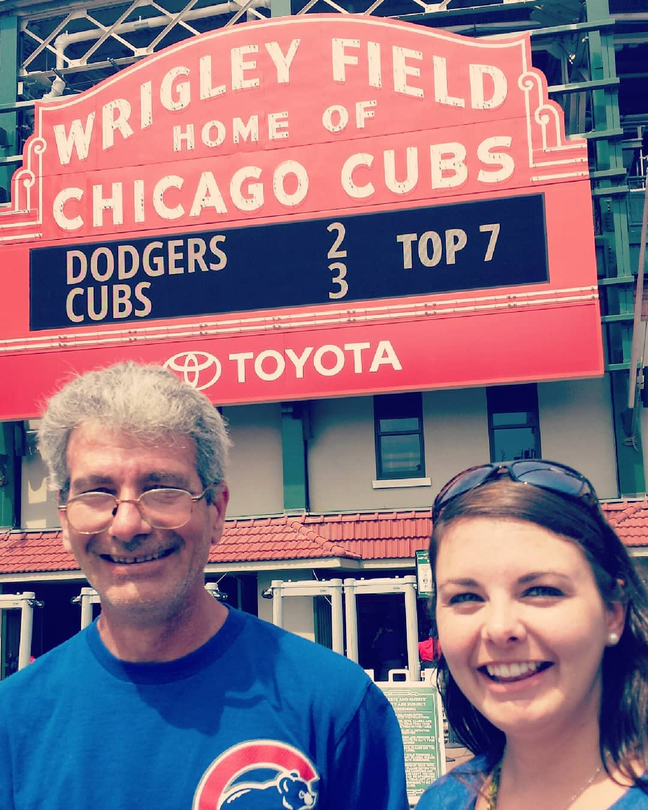 WRIGLEY FIELD
HOME OF
CHICAGO CUBS
DODGERS 2 TOP 7
CUBS 3
TOYOTA